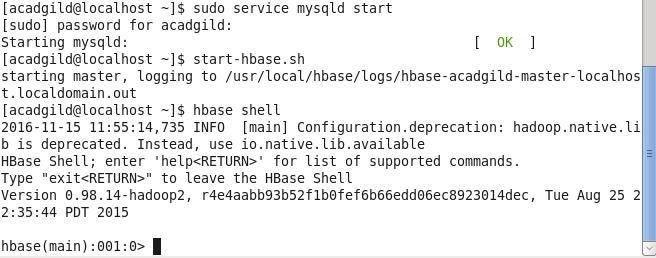 [acadgild@localhost ~]$ sudo service mysqld start
[sudo] password for acadgild:
Starting mysqld:                                           [  OK  ]
[acadgild@localhost ~]$ start-hbase.sh
starting master, logging to /usr/local/hbase/logs/hbase-acadgild-master-localhos
t.localdomain.out
[acadgild@localhost ~]$ hbase shell
2016-11-15 11:55:14,735 INFO  [main] Configuration.deprecation: hadoop.native.li
b is deprecated. Instead, use io.native.lib.available
HBase Shell; enter 'help<RETURN>' for list of supported commands.
Type "exit<RETURN>" to leave the HBase Shell
Version 0.98.14-hadoop2, r4e4aabb93b52f1b0fef6b66edd06ec8923014dec, Tue Aug 25 2
2:35:44 PDT 2015

hbase(main):001:0>